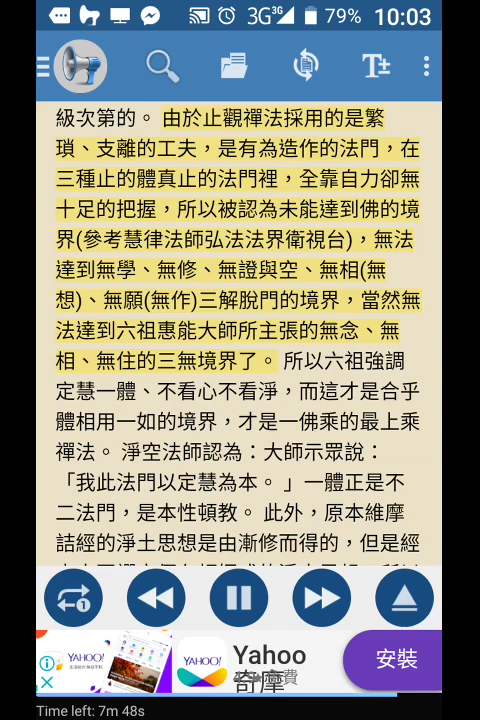 3G 3G 79% 10:03
T±
級次第的。 由於止觀禪法採用的是繁
瑣、支離的工夫，是有為造作的法門，在
三種止的體真止的法門裡，全靠自力卻無
十足的把握，所以被認為未能達到佛的境
界(參考慧律法師弘法法界衛視台)，無法
達到無學、無修、無證與空、無相(無
想)、無願(無作)三解脫門的境界，當然無
法達到六祖惠能大師所主張的無念、無
相、無住的三無境界了。 所以六祖強調
定慧一體、不看心不看淨，而這才是合乎
體相用一如的境界，才是一佛乘的最上乘
禪法。 淨空法師認為：大師示眾說：
「我此法門以定慧為本。 」一體正是不
二法門，是本性頓教。 此外，原本維摩
詰經的淨土思想是由漸修而得的，但是經
1
YAHOO!
YAHOO!
Yahoo
奇摩
安裝
Time left: 7m 48s